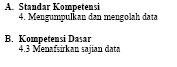 A. Standar Kompetensi
4. Mengumpulkan dan mengolah data
B. Kompetensi Dasar
4.3 Menafsirkan sajian data